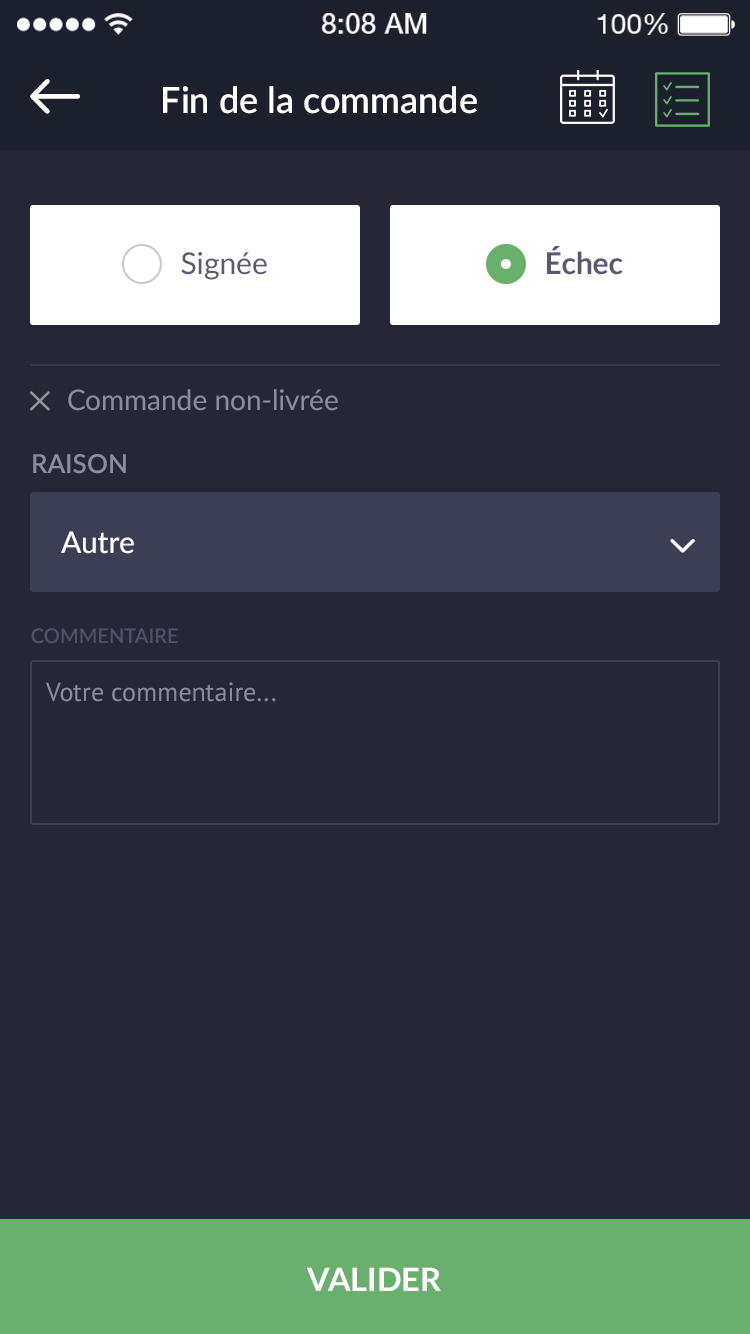 8:08 AM 100%
Fin de la commande
Signée
Échec
Commande non-livrée
RAISON
Autre
COMMENTAIRE
Votre commentaire...
VALIDER